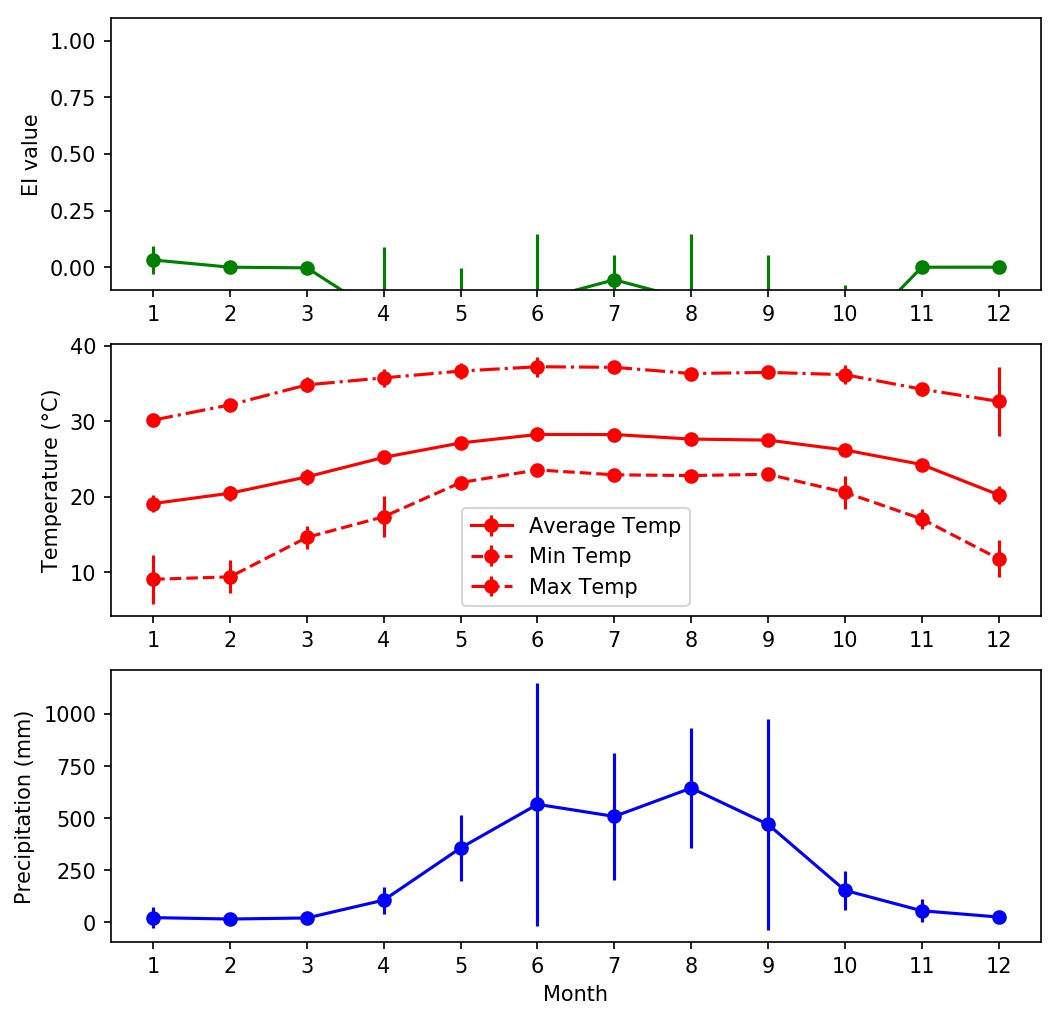 EI value
1.00
0.75
0.50
0.25
0.00
1 2 3 4 5 6 7 8 9 10 11 12
Temperature (°C)
40
30
20
10
Average Temp
Min Temp
Max Temp
1 2 3 4 5 6 7 8 9 10 11 12
Precipitation (mm)
1000
750
500
250
0
1 2 3 4 5 6 7 8 9 10 11 12
Month